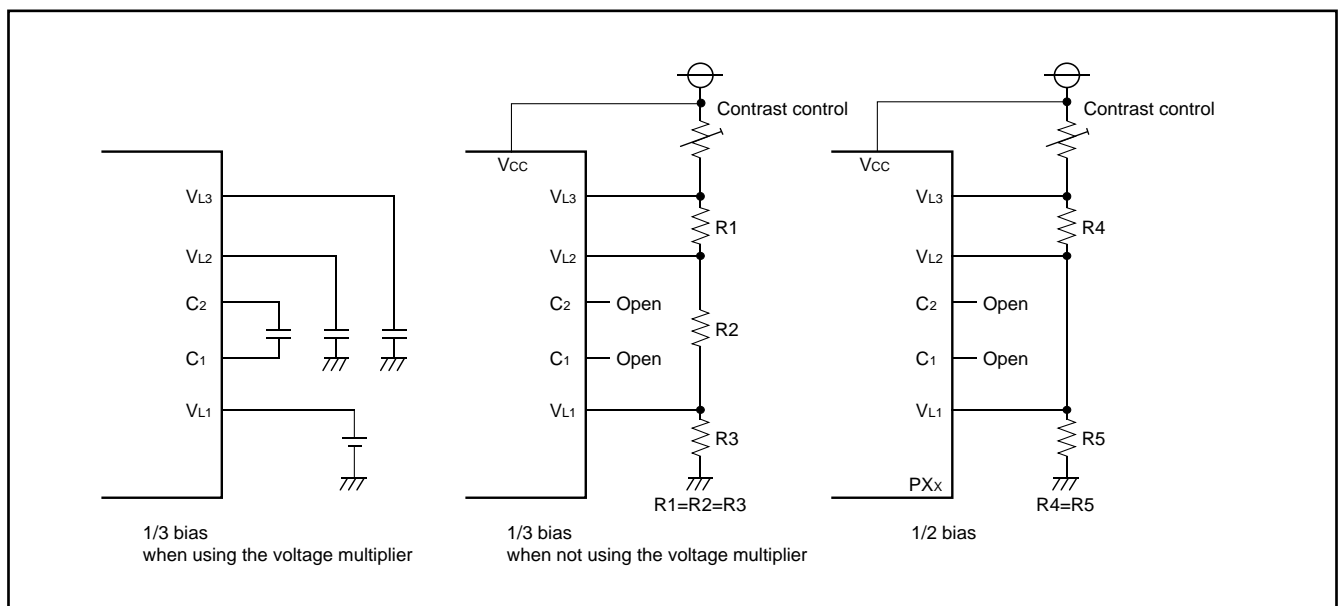 VL3
VL2
C2
C1
VL1
1/3 bias
when using the voltage multiplier
Contrast control
VCC
VL3
R1
VL2
C2
Open
R2
C1
Open
VL1
R3
R1=R2=R3
1/3 bias
when not using the voltage multiplier
Contrast control
VCC
VL3
R4
VL2
C2
Open
C1
Open
VL1
R5
PXx
R4=R5
1/2 bias